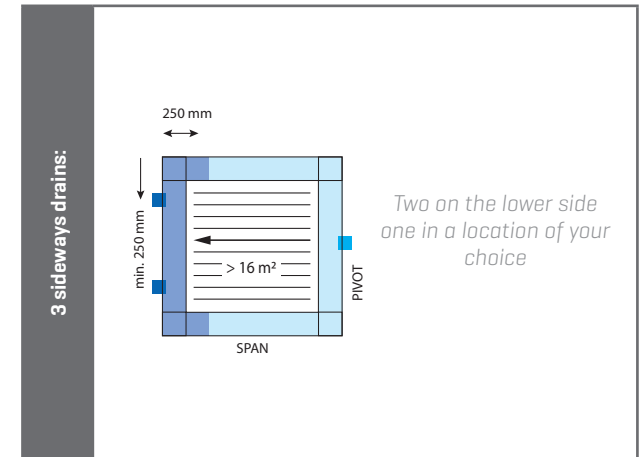 3 sideways drains:
250 mm
min. 250 mm
> 16 m²
PIVOT
SPAN
Two on the lower side
one in a location of your
choice